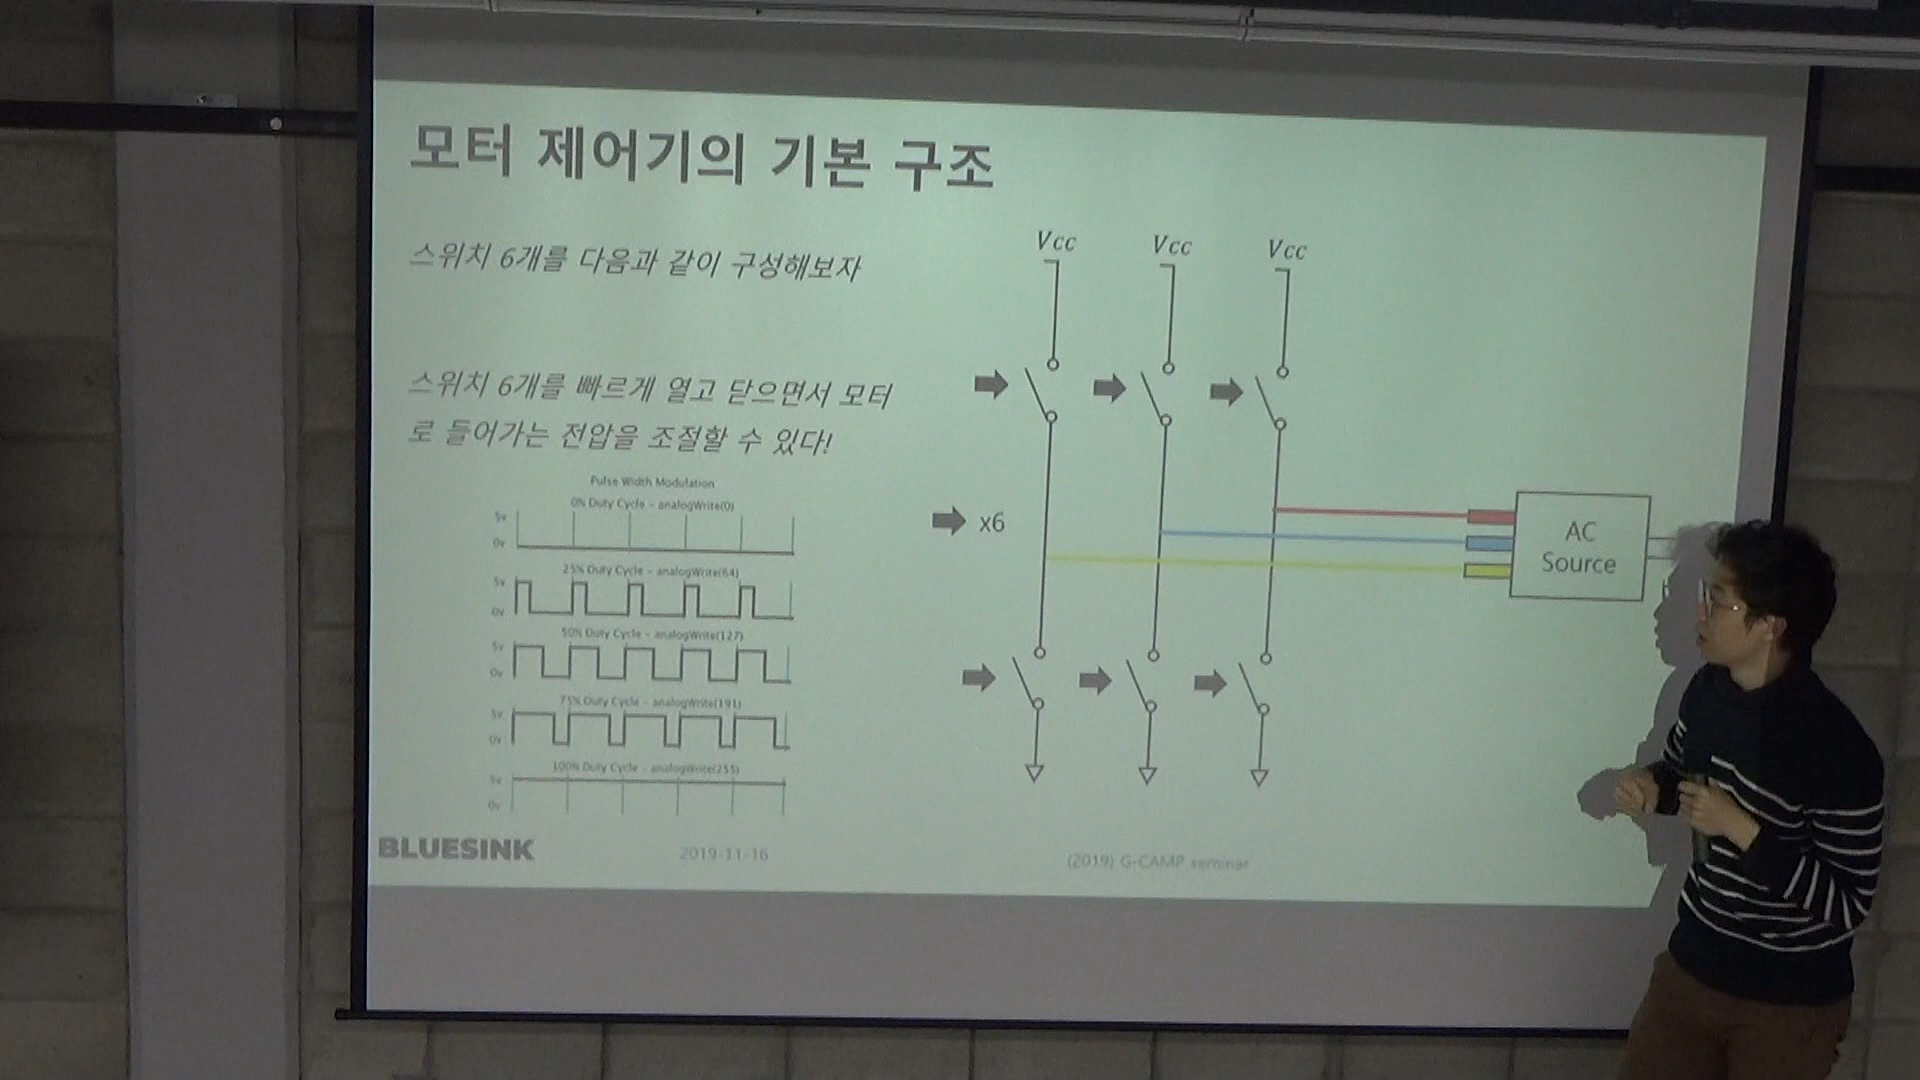 모터 제어기의 기본 구조
스위치 6개를 다음과 같이 구성해보자
스위치 6개를 빠르게 열고 닫으면서 모터
로 들어가는 전압을 조절할 수 있다!
Pulse Width Modulation
0% Duty Cycle - analogWrite(0)
5v
0v
25% Duty Cycle - analogWrite(64)
5v
0v
50% Duty Cycle - analogWrite(127)
5v
0v
75% Duty Cycle - analogWrite(191)
5v
0v
100% Duty Cycle - analogWrite(255)
5v
0v
Vcc Vcc Vcc
x6
AC
Source
BLUESINK
2019-11-16
(2019) G-CAMP seminar